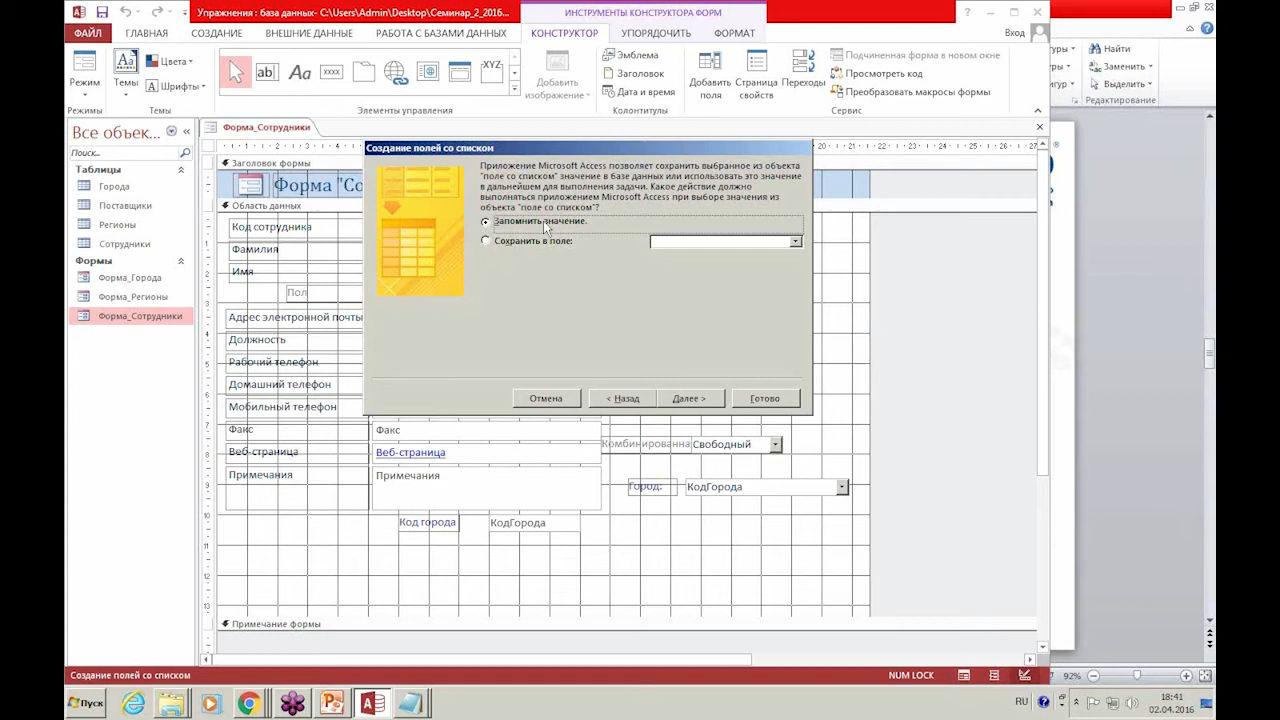 Упражнения : база данных- C:\Users\Admin\Desktop\Семинар_2_2016...
ИНСТРУМЕНТЫ КОНСТРУКТОРА ФОРМ
ФАЙЛ
ГЛАВНАЯ
СОЗДАНИЕ
ВНЕШНИЕ ДАННЫЕ
РАБОТА С БАЗАМИ ДАННЫХ
КОНСТРУКТОР
УПОРЯДОЧИТЬ
ФОРМАТ
Вход
Режим
Режимы
Темы
Цвета
Шрифты
Темы
Элементы управления
Добавить изображение
Эмблема
Заголовок
Дата и время
Колонтитулы
Добавить поля
Страница свойств
Переходы
Подчиненная форма в новом окне
Просмотреть код
Преобразовать макросы формы
Сервис
Найти
Заменить
Выделить
Редактирование
Все объек...
Поиск...
Таблицы
Города
Поставщики
Регионы
Сотрудники
Формы
Форма_Города
Форма_Регионы
Форма_Сотрудники
Форма_Сотрудники
Заголовок формы
Форма "Со
Область данных
Код сотрудника
Фамилия
Имя
Пол
Адрес электронной почты
Должность
Рабочий телефон
Домашний телефон
Мобильный телефон
Факс
Факс
Веб-страница
Веб-страница
Примечания
Примечания
Комбинированна
Свободный
Город:
КодГорода
Код города
КодГорода
Примечание формы
Создание полей со списком
Приложение Microsoft Access позволяет сохранить выбранное из объекта
"поле со списком" значение в базе данных или использовать это значение
в дальнейшем для выполнения задачи. Какое действие должно
выполняться приложением Microsoft Access при выборе значения из
объекта "поле со списком"?
Запомнить значение.
Сохранить в поле:
Отмена
< Назад
Далее >
Готово
Создание полей со списком
NUM LOCK
92%
Пуск
RU
18:41
02.04.2016